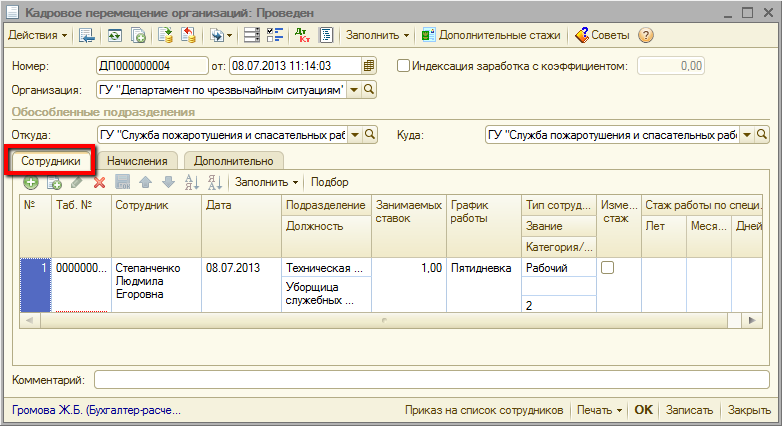 Кадровое перемещение организаций: Проведен
Действия Заполнить Дополнительные стажи Советы
Номер: ДП000000004 от: 08.07.2013 11:14:03 Индексация заработка с коэффициентом: 0,00
Организация: ГУ "Департамент по чрезвычайным ситуациям"
Обособленные подразделения
Откуда: ГУ "Служба пожаротушения и спасательных раб Куда: ГУ "Служба пожаротушения и спасательных рабо
Сотрудники Начисления Дополнительно
Заполнить Подбор
№ Таб. № Сотрудник Дата Подразделение Занимаемых График Тип сотруд... Изме... Стаж работы по специ...
Должность ставок работы Звание стаж Лет Меся... Дней
Категория/...
1 0000000... Степанченко 08.07.2013 Техническая ... 1,00 Пятидневка Рабочий
Людмила Уборщица
Егоровна служебных ... 2
Комментарий:
Громова Ж.Б. (Бухгалтер-расче... Приказ на список сотрудников Печать OK Записать Закрыть